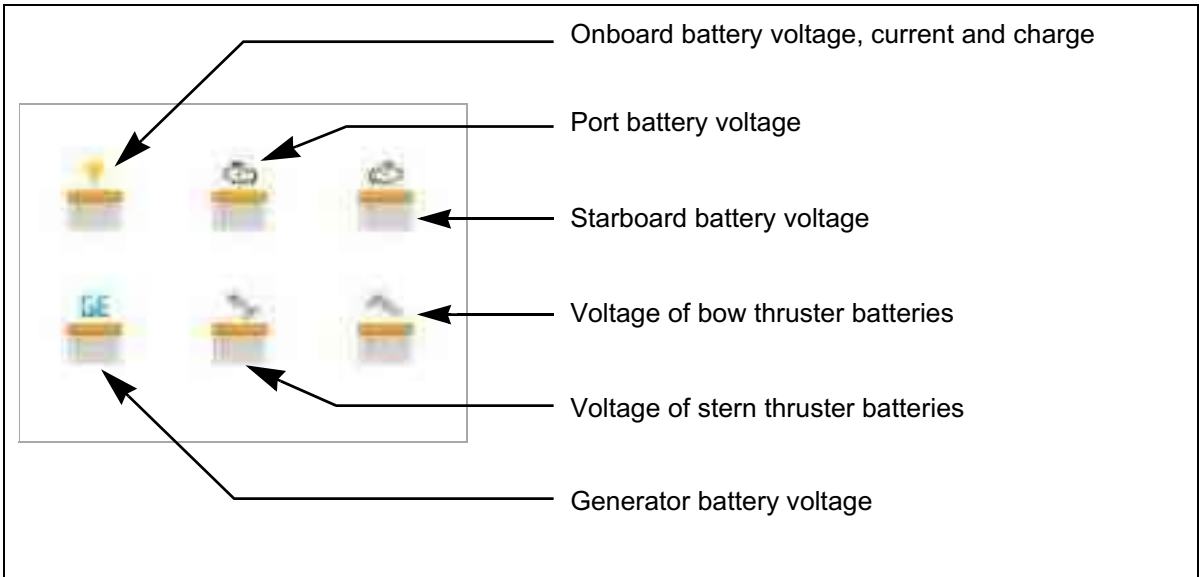 Onboard battery voltage, current and charge
Port battery voltage
Starboard battery voltage
GE
Voltage of bow thruster batteries
Voltage of stern thruster batteries
Generator battery voltage